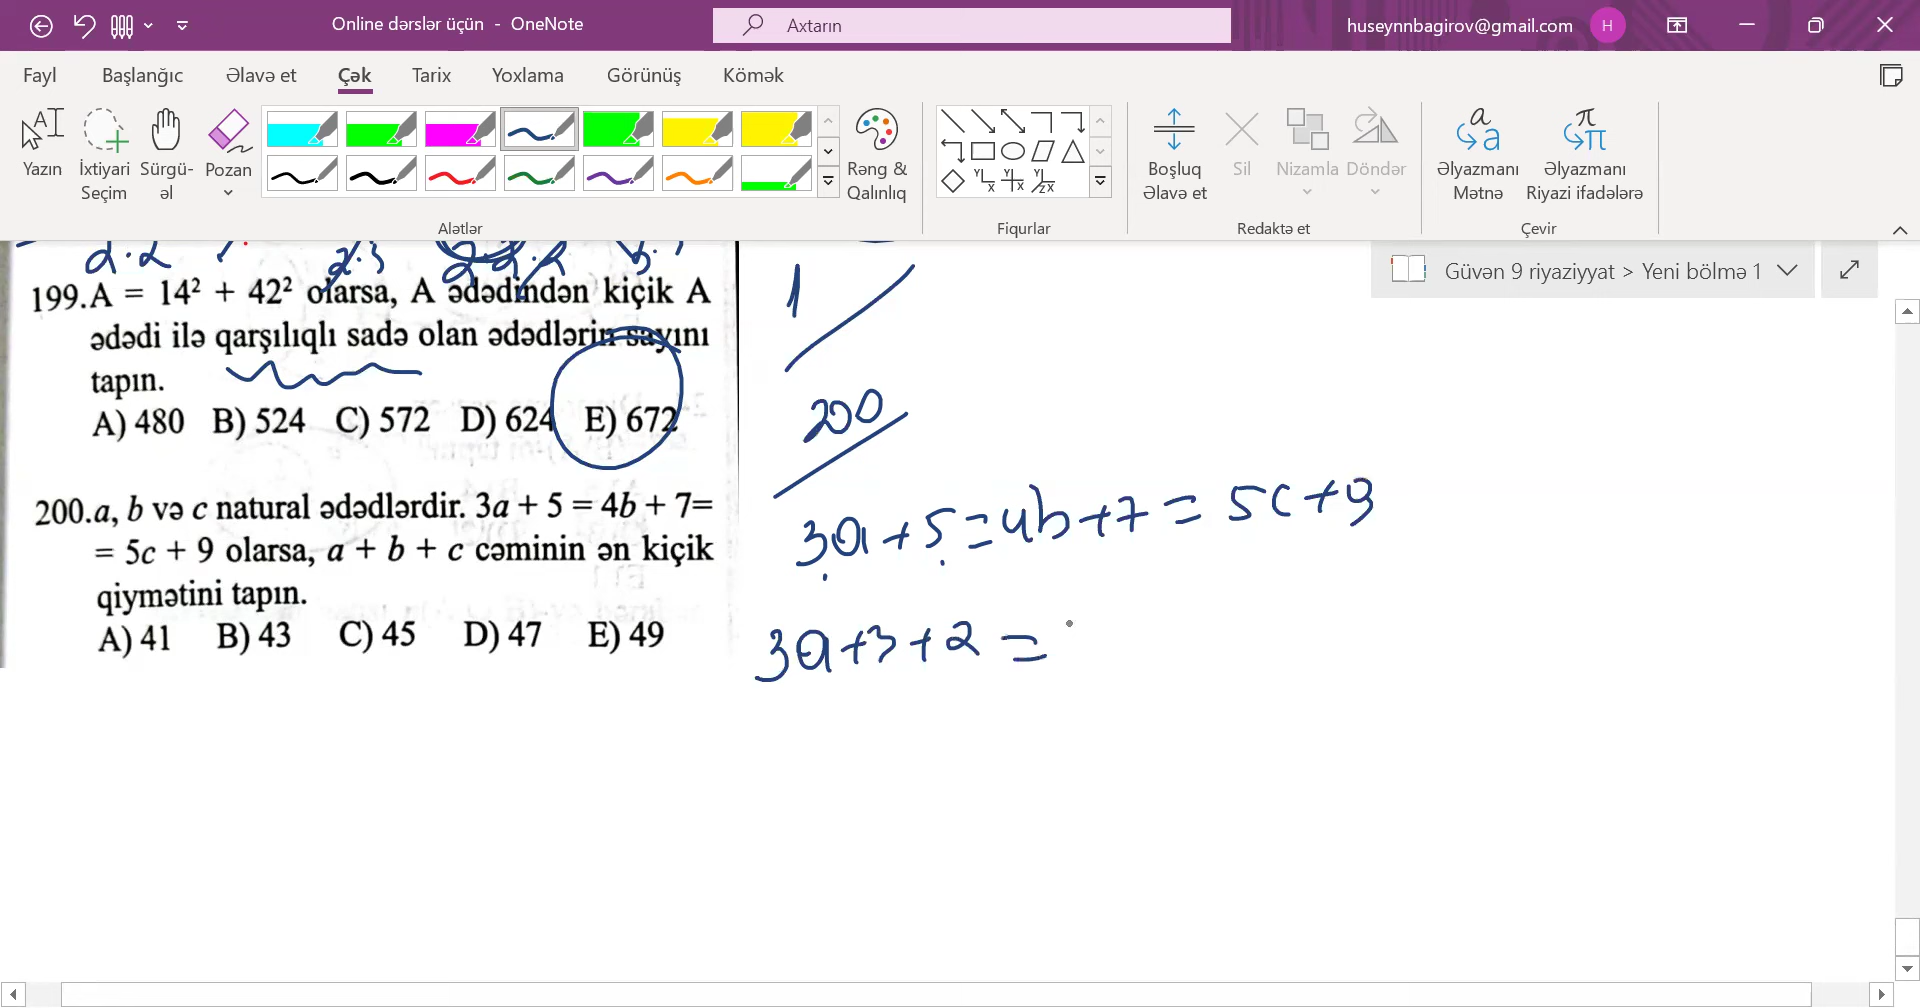 Online dərslər üçün - OneNote
Axtarın
huseynnbagirov@gmail.com
H
Fayl Başlanğıc Əlavə et Çək Tarix Yoxlama Görünüş Kömək
Yazın
İxtiyari Seçim
Sürgü-əl
Pozan
Rəng & Qalınlıq
Boşluq Əlavə et
Sil
Nizamla
Döndər
Əlyazmanı Mətnə
Əlyazmanı Riyazi ifadələrə
Alətlər Fiqurlar Redaktə et Çevir
Güvən 9 riyaziyyat > Yeni bölmə 1
2·2
199. A = 14² + 42² olarsa, A ədədindən kiçik A
ədədi ilə qarşılıqlı sadə olan ədədlərin sayını
tapın.
A) 480 B) 524 C) 572 D) 624 E) 672
200. a, b və c natural ədədlərdir. 3a + 5 = 4b + 7=
= 5c + 9 olarsa, a + b + c cəminin ən kiçik
qiymətini tapın.
A) 41 B) 43 C) 45 D) 47 E) 49
1
200
3a+5=4b+7=5c+9
3a+3+2=